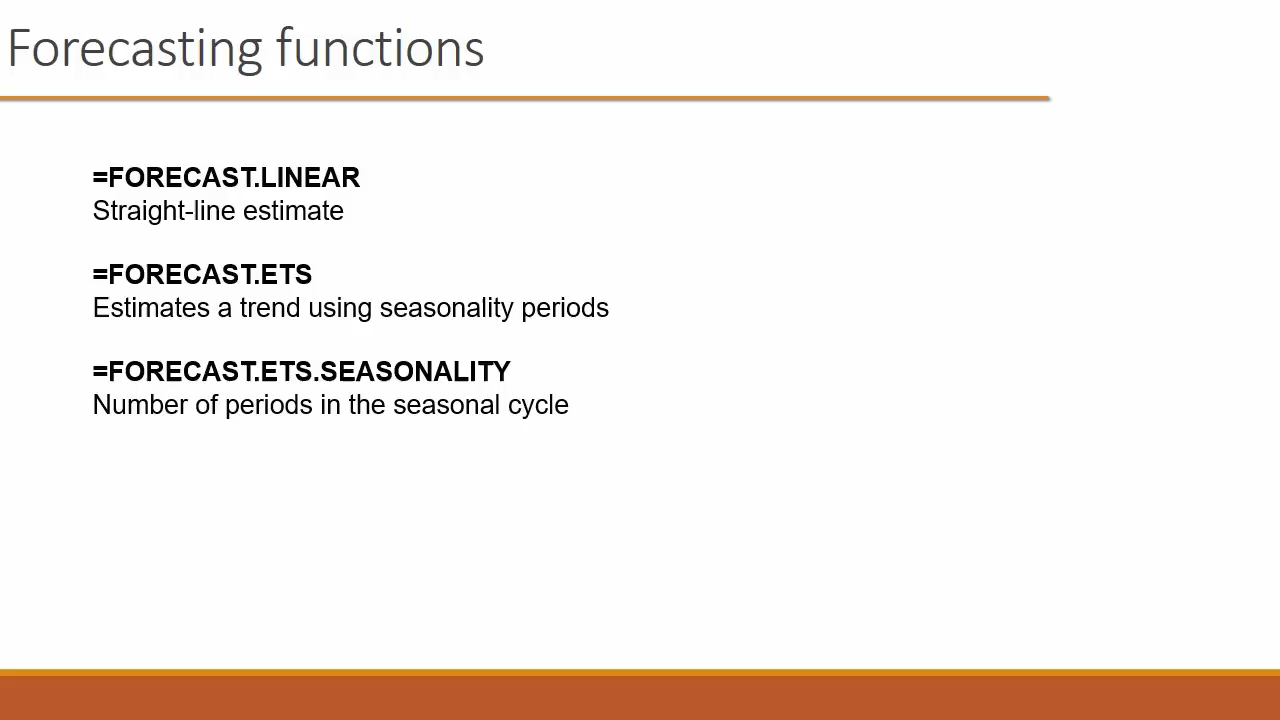 Forecasting functions
=FORECAST.LINEAR
Straight-line estimate
=FORECAST.ETS
Estimates a trend using seasonality periods
=FORECAST.ETS.SEASONALITY
Number of periods in the seasonal cycle